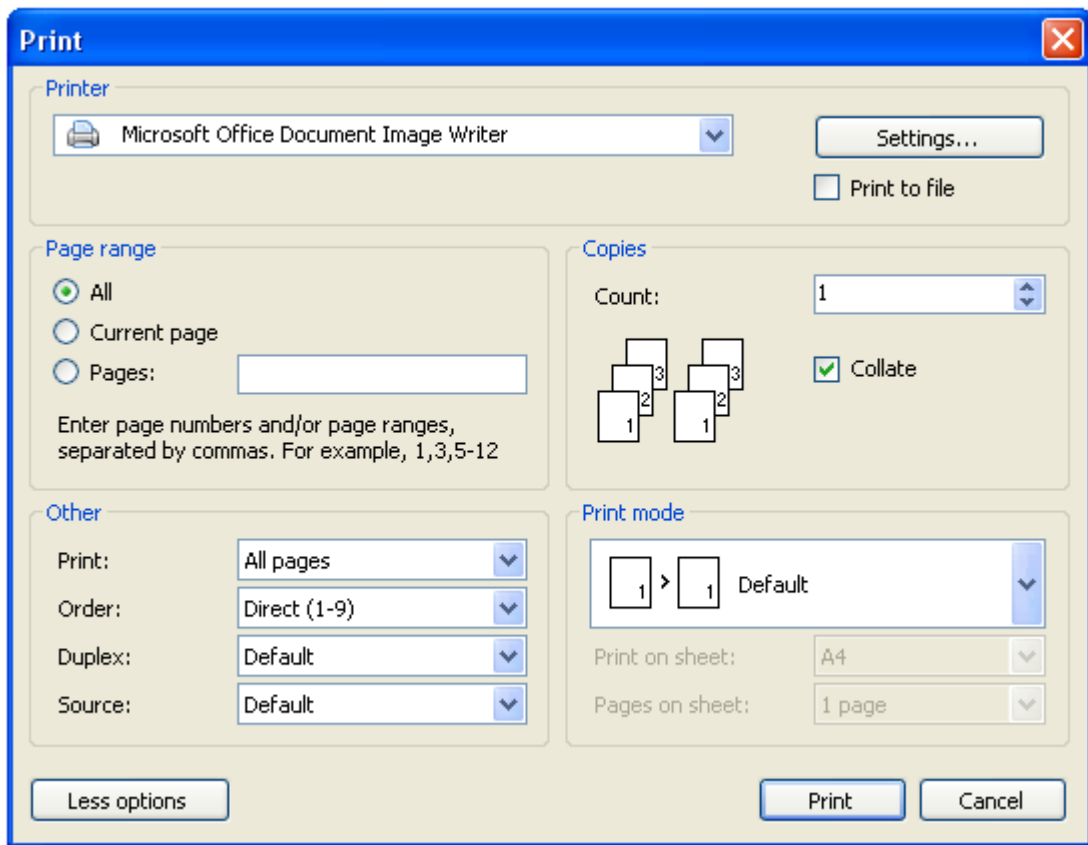 Print
Printer
Microsoft Office Document Image Writer
Settings...
Print to file
Page range
All
Current page
Pages:
Enter page numbers and/or page ranges,
separated by commas. For example, 1,3,5-12
Copies
Count: 1
3 3
2 2
1 1
Collate
Other
Print: All pages
Order: Direct (1-9)
Duplex: Default
Source: Default
Print mode
1 > 1 Default
Print on sheet: A4
Pages on sheet: 1 page
Less options
Print
Cancel